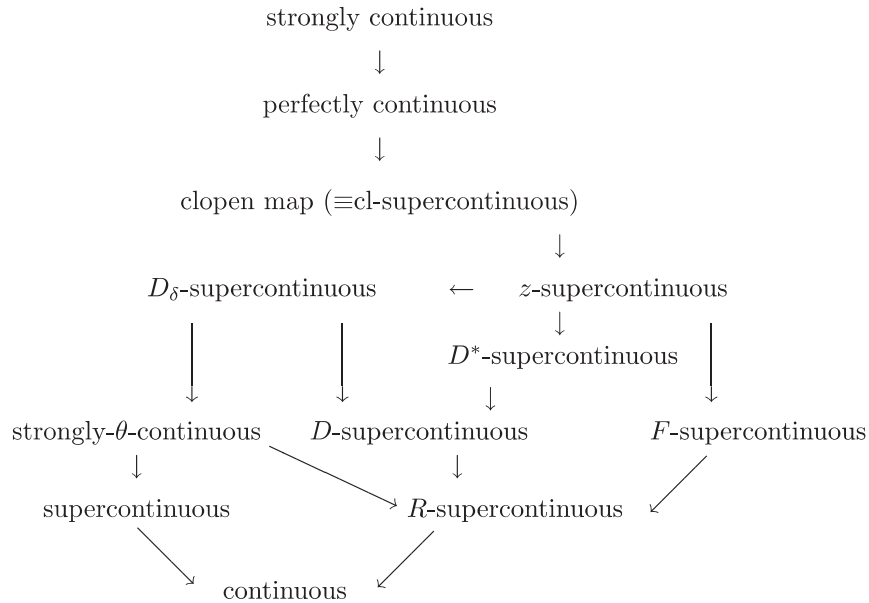 strongly continuous
perfectly continuous
clopen map (≡cl-supercontinuous)
D_δ-supercontinuous ← z-supercontinuous
D*-supercontinuous
strongly-θ-continuous D-supercontinuous F-supercontinuous
supercontinuous R-supercontinuous
continuous